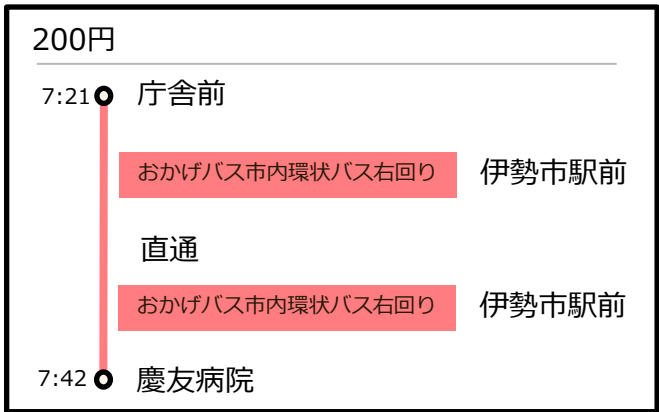 200円
7:21 庁舎前
おかげバス市内環状バス右回り 伊勢市駅前
直通
おかげバス市内環状バス右回り 伊勢市駅前
7:42 慶友病院